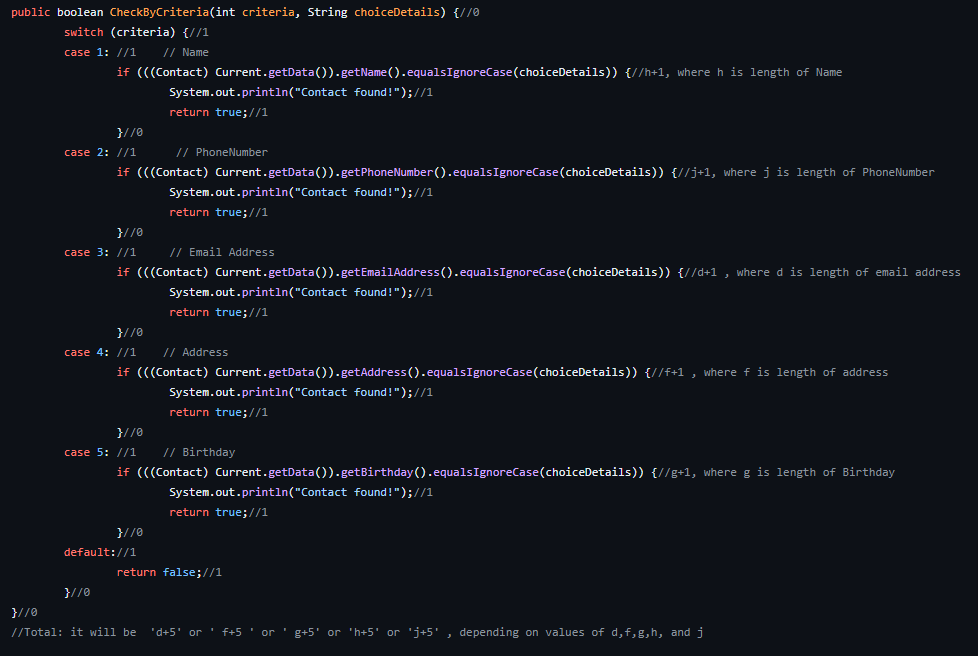 public boolean CheckByCriteria(int criteria, String choiceDetails) {//0
switch (criteria) {//1
case 1: //1    // Name
if (((Contact) Current.getData()).getName().equalsIgnoreCase(choiceDetails)) {//h+1, where h is length of Name
System.out.println("Contact found!");//1
return true;//1
}//0
case 2: //1      // PhoneNumber
if (((Contact) Current.getData()).getPhoneNumber().equalsIgnoreCase(choiceDetails)) {//j+1, where j is length of PhoneNumber
System.out.println("Contact found!");//1
return true;//1
}//0
case 3: //1     // Email Address
if (((Contact) Current.getData()).getEmailAddress().equalsIgnoreCase(choiceDetails)) {//d+1 , where d is length of email address
System.out.println("Contact found!");//1
return true;//1
}//0
case 4: //1    // Address
if (((Contact) Current.getData()).getAddress().equalsIgnoreCase(choiceDetails)) {//f+1 , where f is length of address
System.out.println("Contact found!");//1
return true;//1
}//0
case 5: //1    // Birthday
if (((Contact) Current.getData()).getBirthday().equalsIgnoreCase(choiceDetails)) {//g+1, where g is length of Birthday
System.out.println("Contact found!");//1
return true;//1
}//0
default://1
return false;//1
}//0
}//0
//Total: it will be  'd+5' or ' f+5 ' or ' g+5' or 'h+5' or 'j+5' , depending on values of d,f,g,h, and j